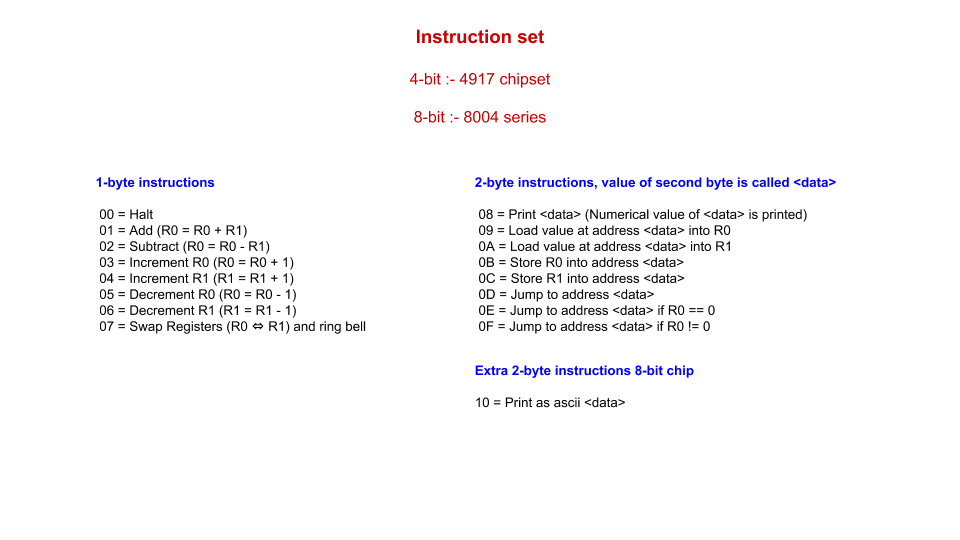 Instruction set
4-bit :- 4917 chipset
8-bit :- 8004 series
1-byte instructions
00 = Halt
01 = Add (R0 = R0 + R1)
02 = Subtract (R0 = R0 - R1)
03 = Increment R0 (R0 = R0 + 1)
04 = Increment R1 (R1 = R1 + 1)
05 = Decrement R0 (R0 = R0 - 1)
06 = Decrement R1 (R1 = R1 - 1)
07 = Swap Registers (R0 ⇔ R1) and ring bell
2-byte instructions, value of second byte is called <data>
08 = Print <data> (Numerical value of <data> is printed)
09 = Load value at address <data> into R0
0A = Load value at address <data> into R1
0B = Store R0 into address <data>
0C = Store R1 into address <data>
0D = Jump to address <data>
0E = Jump to address <data> if R0 == 0
0F = Jump to address <data> if R0 != 0
Extra 2-byte instructions 8-bit chip
10 = Print as ascii <data>